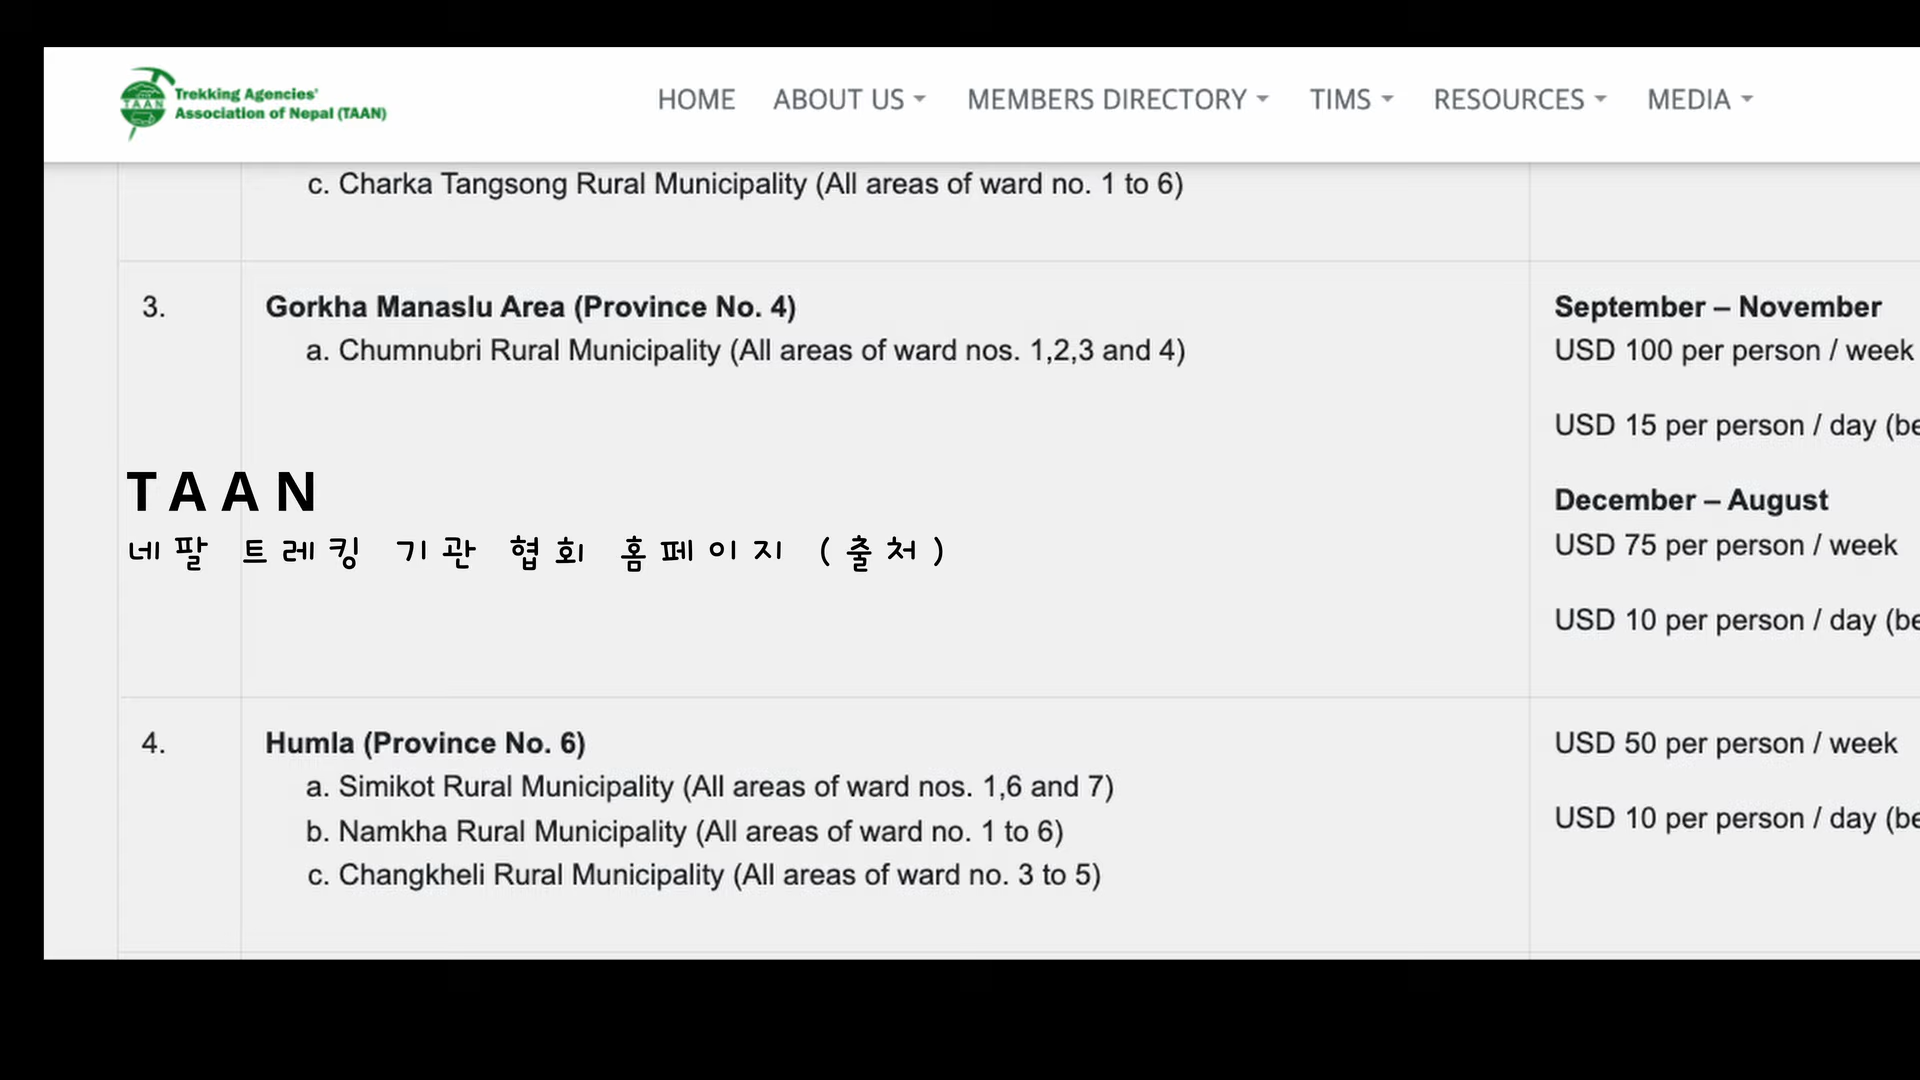 Trekking Agencies'
Association of Nepal (TAAN)
TAAN
HOME ABOUT US MEMBERS DIRECTORY TIMS RESOURCES MEDIA
c. Charka Tangsong Rural Municipality (All areas of ward no. 1 to 6)
3.
Gorkha Manaslu Area (Province No. 4)
a. Chumnubri Rural Municipality (All areas of ward nos. 1,2,3 and 4)
September – November
USD 100 per person / week
USD 15 per person / day (be
December – August
USD 75 per person / week
USD 10 per person / day (be
TAAN
네팔 트레킹 기관 협회 홈페이지 (출처)
4.
Humla (Province No. 6)
a. Simikot Rural Municipality (All areas of ward nos. 1,6 and 7)
b. Namkha Rural Municipality (All areas of ward no. 1 to 6)
c. Changkheli Rural Municipality (All areas of ward no. 3 to 5)
USD 50 per person / week
USD 10 per person / day (be